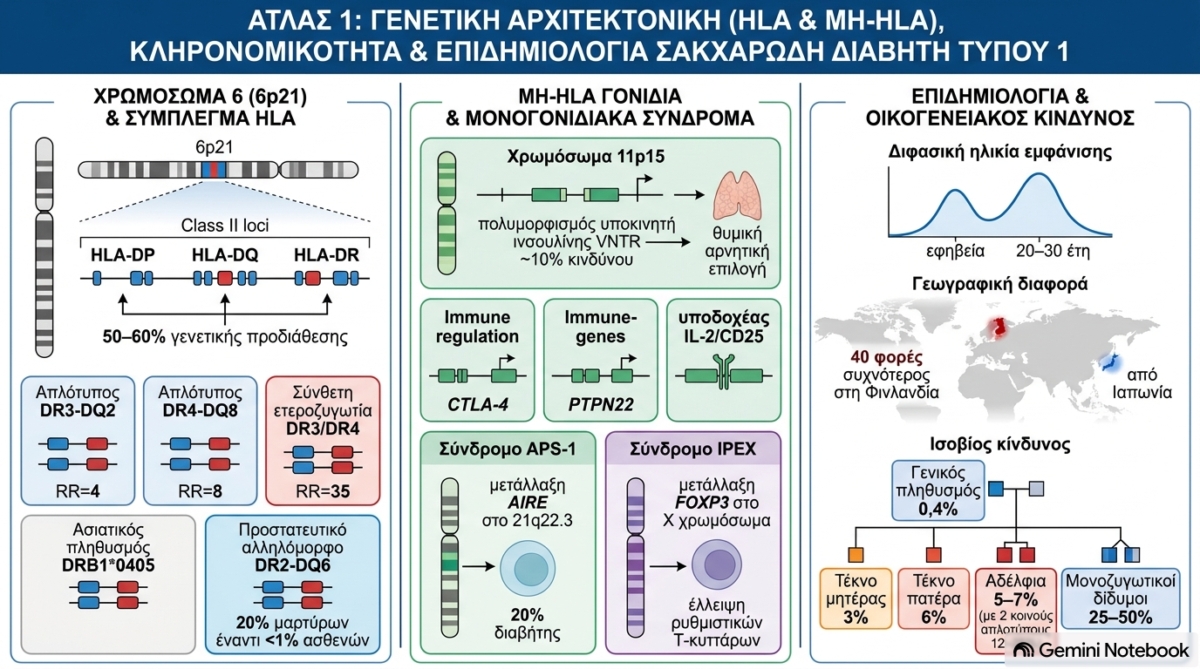 ΑΤΛΑΣ 1: ΓΕΝΕΤΙΚΗ ΑΡΧΙΤΕΚΤΟΝΙΚΗ (HLA & ΜΗ-HLA),
ΚΛΗΡΟΝΟΜΙΚΟΤΗΤΑ & ΕΠΙΔΗΜΙΟΛΟΓΙΑ ΣΑΚΧΑΡΩΔΗ ΔΙΑΒΗΤΗ ΤΥΠΟΥ 1
ΧΡΩΜΟΣΩΜΑ 6 (6p21)
& ΣΥΜΠΛΕΓΜΑ HLA
6p21
Class II loci
HLA-DP HLA-DQ HLA-DR
50–60% γενετικής προδιάθεσης
Απλότυπος
DR3-DQ2
RR=4
Απλότυπος
DR4-DQ8
RR=8
Σύνθετη
ετεροζυγωτία
DR3/DR4
RR=35
Ασιατικός
πληθυσμός
DRB1*0405
Προστατευτικό
αλληλόμορφο
DR2-DQ6
20% μαρτύρων
έναντι <1% ασθενών
ΜΗ-HLA ΓΟΝΙΔΙΑ
& ΜΟΝΟΓΟΝΙΔΙΑΚΑ ΣΥΝΔΡΟΜΑ
Χρωμόσωμα 11p15
πολυμορφισμός υποκινητή
ινσουλίνης VNTR
~10% κινδύνου
θυμική
αρνητική
επιλογή
Immune
regulation
CTLA-4
Immune-
genes
PTPN22
υποδοχέας
IL-2/CD25
Σύνδρομο APS-1
μετάλλαξη
AIRE
στο 21q22.3
20%
διαβήτης
Σύνδρομο IPEX
μετάλλαξη
FOXP3 στο
X χρωμόσωμα
έλλειψη
ρυθμιστικών
Τ-κυττάρων
ΕΠΙΔΗΜΙΟΛΟΓΙΑ &
ΟΙΚΟΓΕΝΕΙΑΚΟΣ ΚΙΝΔΥΝΟΣ
Διφασική ηλικία εμφάνισης
εφηβεία 20–30 έτη
Γεωγραφική διαφορά
40 φορές
συχνότερος
στη Φινλανδία
από
Ιαπωνία
Ισοβίος κίνδυνος
Γενικός
πληθυσμός
0,4%
Τέκνο
μητέρας
3%
Τέκνο
πατέρα
6%
Αδέλφια
5–7%
(με 2 κοινούς
απλοτύπους
12
Μονοζυγωτικοί
δίδυμοι
25–50%
Gemini Notebook